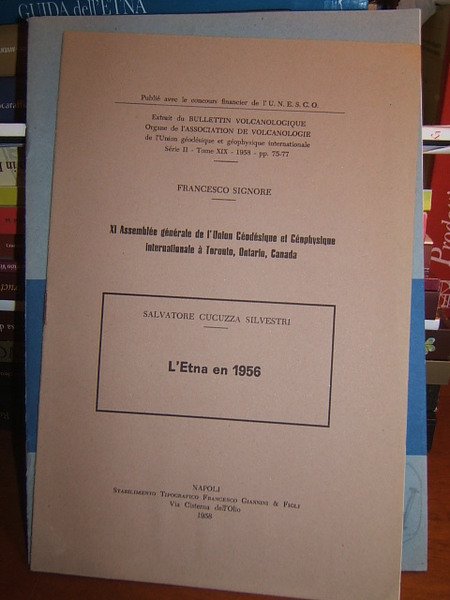 GUIDA dell'ETNA
Publié avec le concours financier de l'U. N. E. S. C. O.
Extrait du BULLETTIN VOLCANOLOGIQUE
Organe de l'ASSOCIATION DE VOLCANOLOGIE
de l'Union géodésique et géophysique internationale
Série II - Tome XIX - 1958 - pp. 75-77
FRANCESCO SIGNORE
XI Assemblée générale de l'Union Géodésique et Géophysique
internationale à Toronto, Ontario, Canada
SALVATORE CUCUZZA SILVESTRI
L'Etna en 1956
NAPOLI
STABILIMENTO TIPOGRAFICO FRANCESCO GIANNINI & FIGLI
Via Cisterna dell'Olio
1958